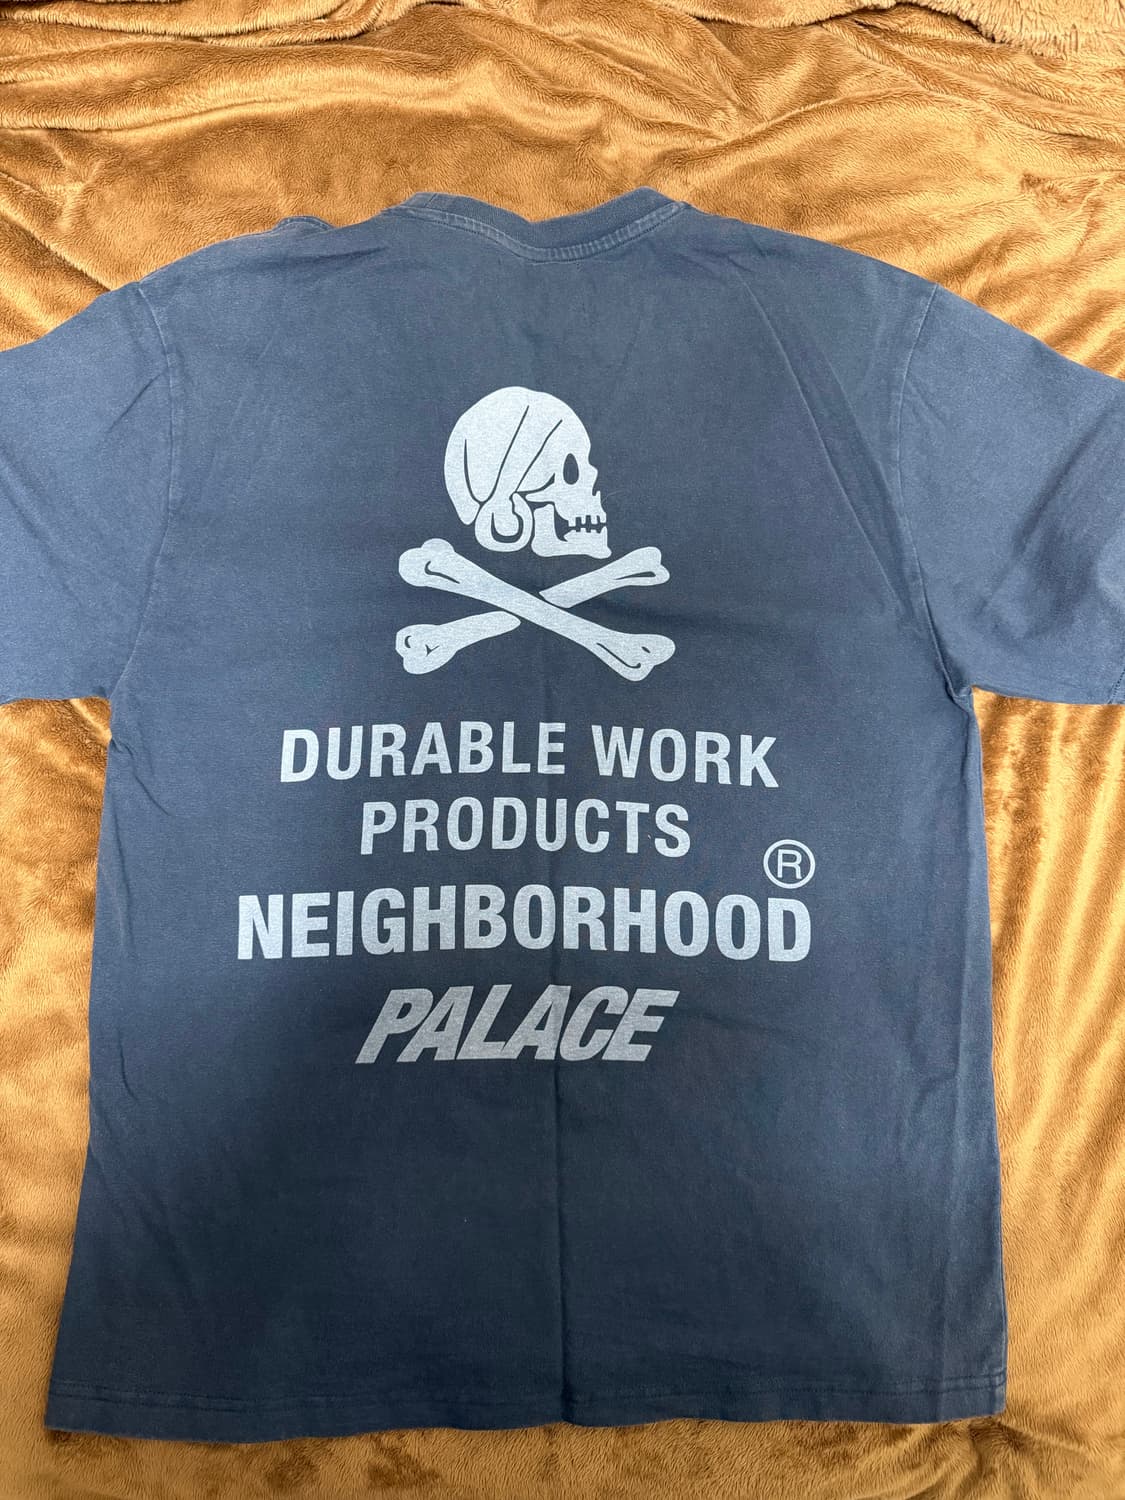 DURABLE WORK
PRODUCTS
NEIGHBORHOOD®
PALACE